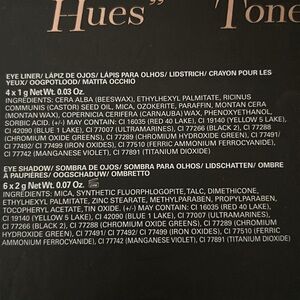 Hues” Tone
EYE LINER/ LÁPIZ DE OJOS/ LÁPIS PARA OLHOS/ LIDSTRICH/ CRAYON POUR LES
YEUX/ OOGPOTLOOD/ MATITA OCCHIO
4 x 1 g Wt. 0.03 Oz.
INGREDIENTS: CERA ALBA (BEESWAX), ETHYLHEXYL PALMITATE, RICINUS
COMMUNIS (CASTOR) SEED OIL, MICA, OZOKERITE, PARAFFIN, MONTAN CERA
(MONTAN WAX), COPERNICIA CERIFERA (CARNAUBA) WAX, PHENOXYETHANOL,
SORBIC ACID. (+/-) MAY CONTAIN: CI 16035 (RED 40 LAKE), CI 19140 (YELLOW 5 LAKE),
CI 42090 (BLUE 1 LAKE), CI 77007 (ULTRAMARINES), CI 77266 (BLACK 2), CI 77288
(CHROMIUM OXIDE GREEN), CI 77289 (CHROMIUM HYDROXIDE GREEN), CI 77491/
CI 77492/ CI 77499 (IRON OXIDES), CI 77510 (FERRIC AMMONIUM FERROCYANIDE),
CI 77742 (MANGANESE VIOLET), CI 77891 (TITANIUM DIOXIDE)
EYE SHADOW/ SOMBRA DE OJOS/ SOMBRA PARA OLHOS/ LIDSCHATTEN/ OMBRE
A PAUPIÈRES/ OOGSCHADUW/ OMBRETTO
6 x 2 g Wt. 0.07 Oz.
INGREDIENTS: MICA, SYNTHETIC FLUORPHLOGOPITE, TALC, DIMETHICONE,
ETHYLHEXYL PALMITATE, ZINC STEARATE, METHYLPARABEN, PROPYLPARABEN,
TOCOPHERYL ACETATE, TIN OXIDE. (+/-) MAY CONTAIN: CI 16035 (RED 40 LAKE),
CI 19140 (YELLOW 5 LAKE), CI 42090 (BLUE 1 LAKE), CI 77007 (ULTRAMARINES),
CI 77266 (BLACK 2), CI 77288 (CHROMIUM OXIDE GREEN), CI 77289 (CHROMIUM
HYDROXIDE GREEN), CI 77491/ CI 77492/ CI 77499 (IRON OXIDES), CI 77510 (FERRIC
AMMONIUM FERROCYANIDE), CI 77742 (MANGANESE VIOLET), CI 77891 (TITANIUM DIOXIDE)